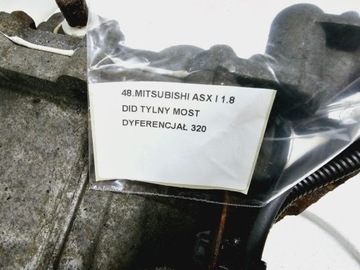 48.MITSUBISHI ASX I 1.8
DID TYLNY MOST
DYFERENCJAŁ 320